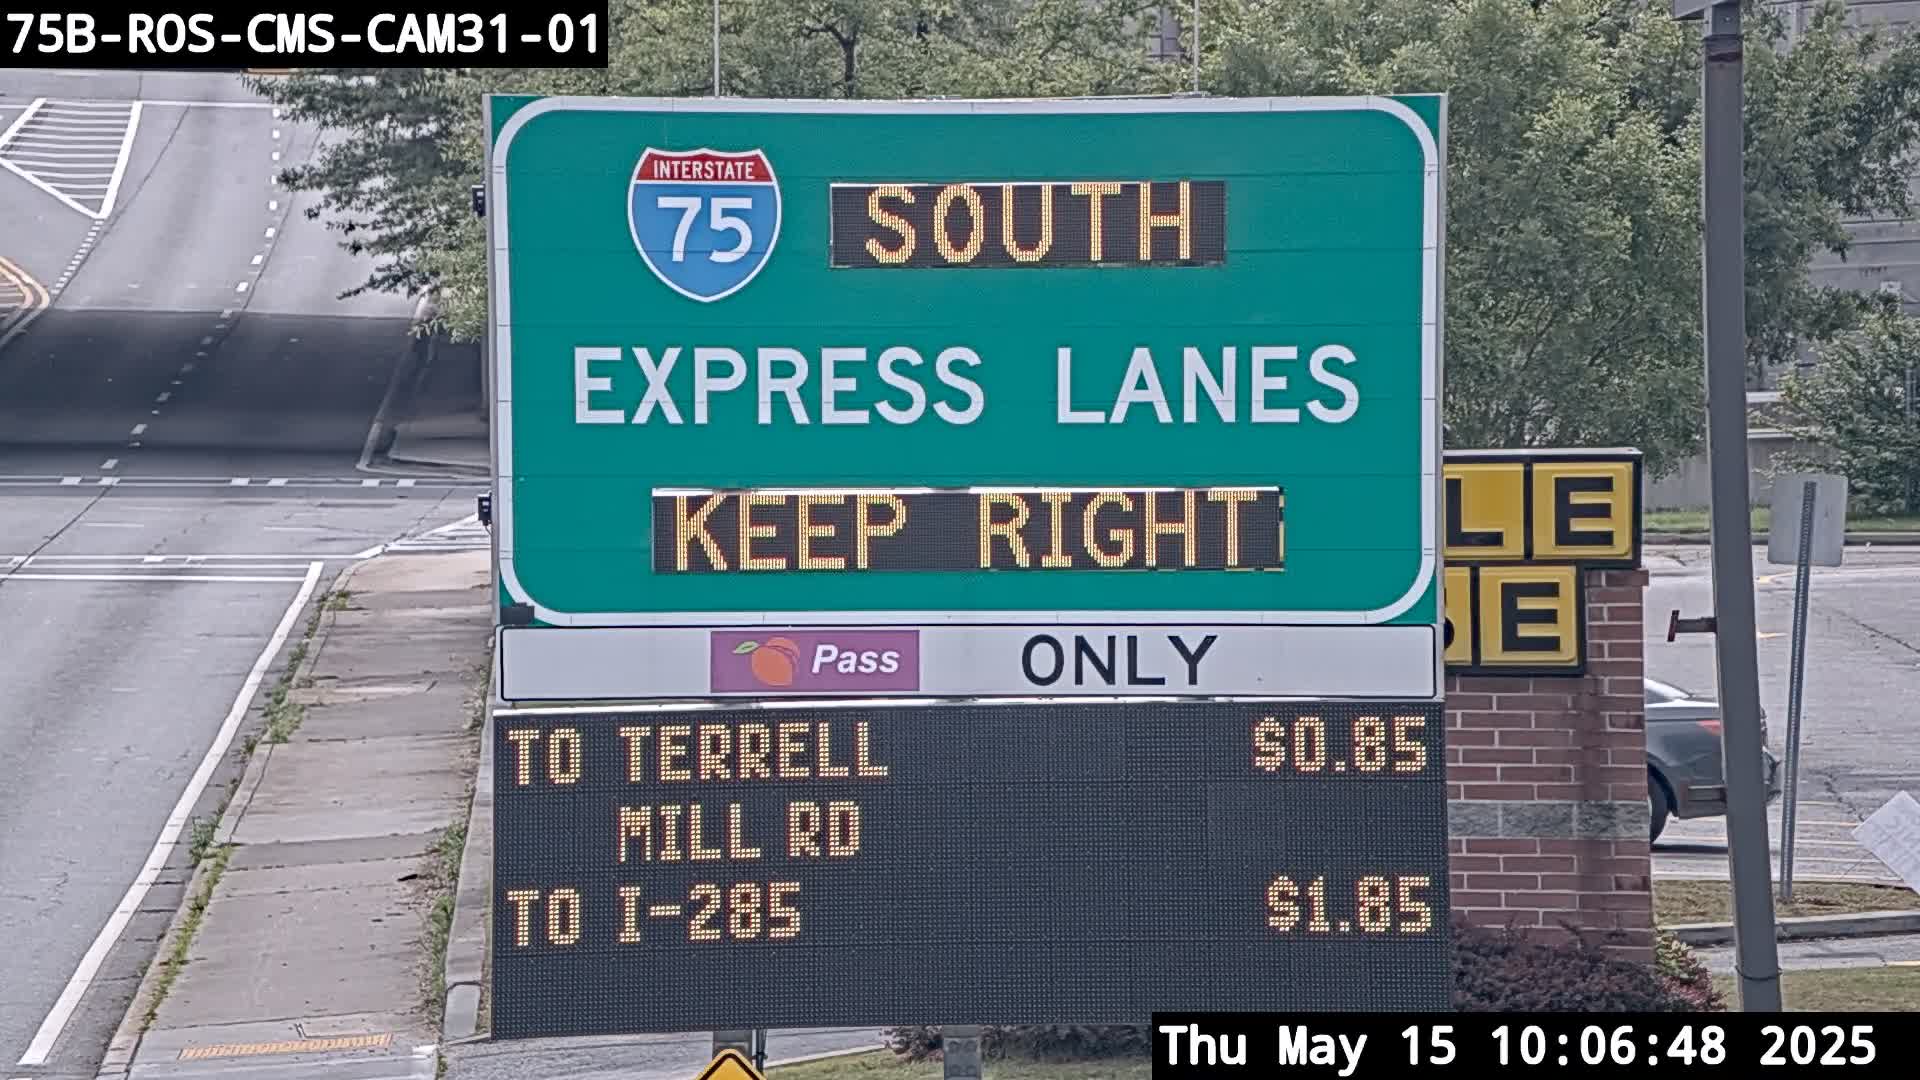 75B-ROS-CMS-CAM31-01
INTERSTATE
75
SOUTH
EXPRESS LANES
KEEP RIGHT
Pass ONLY
LE
E
TO TERRELL $0.85
MILL RD
TO I-285 $1.85
Thu May 15 10:06:48 2025